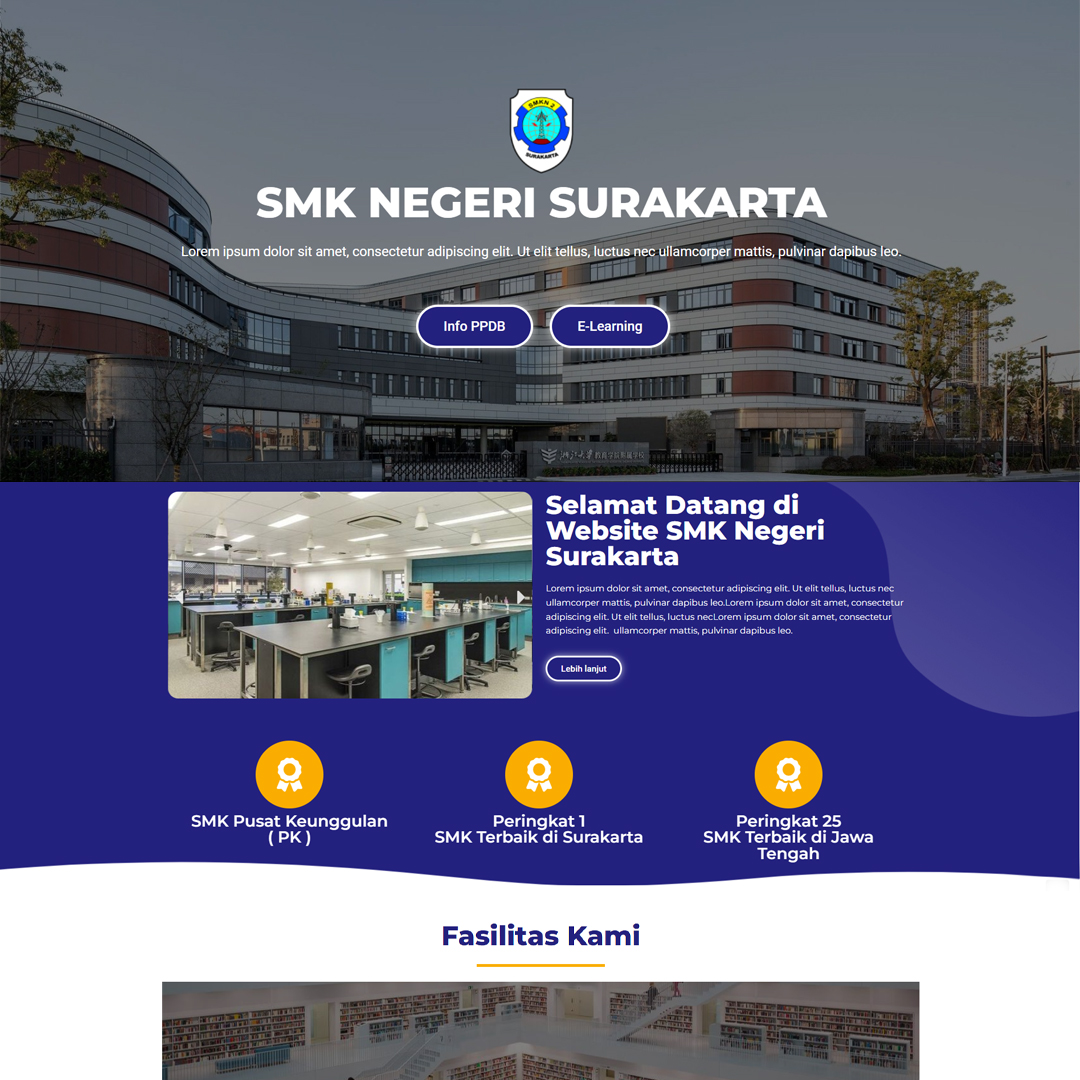 SMKN 2
SURAKARTA
SMK NEGERI SURAKARTA
Lorem ipsum dolor sit amet, consectetur adipiscing elit. Ut elit tellus, luctus nec ullamcorper mattis, pulvinar dapibus leo.
Info PPDB
E-Learning
Selamat Datang di
Website SMK Negeri
Surakarta
Lorem ipsum dolor sit amet, consectetur adipiscing elit. Ut elit tellus, luctus nec
ullamcorper mattis, pulvinar dapibus leo.Lorem ipsum dolor sit amet, consectetur
adipiscing elit. Ut elit tellus, luctus necLorem ipsum dolor sit amet, consectetur
adipiscing elit. ullamcorper mattis, pulvinar dapibus leo.
Lebih lanjut
SMK Pusat Keunggulan
( PK )
Peringkat 1
SMK Terbaik di Surakarta
Peringkat 25
SMK Terbaik di Jawa
Tengah
Fasilitas Kami